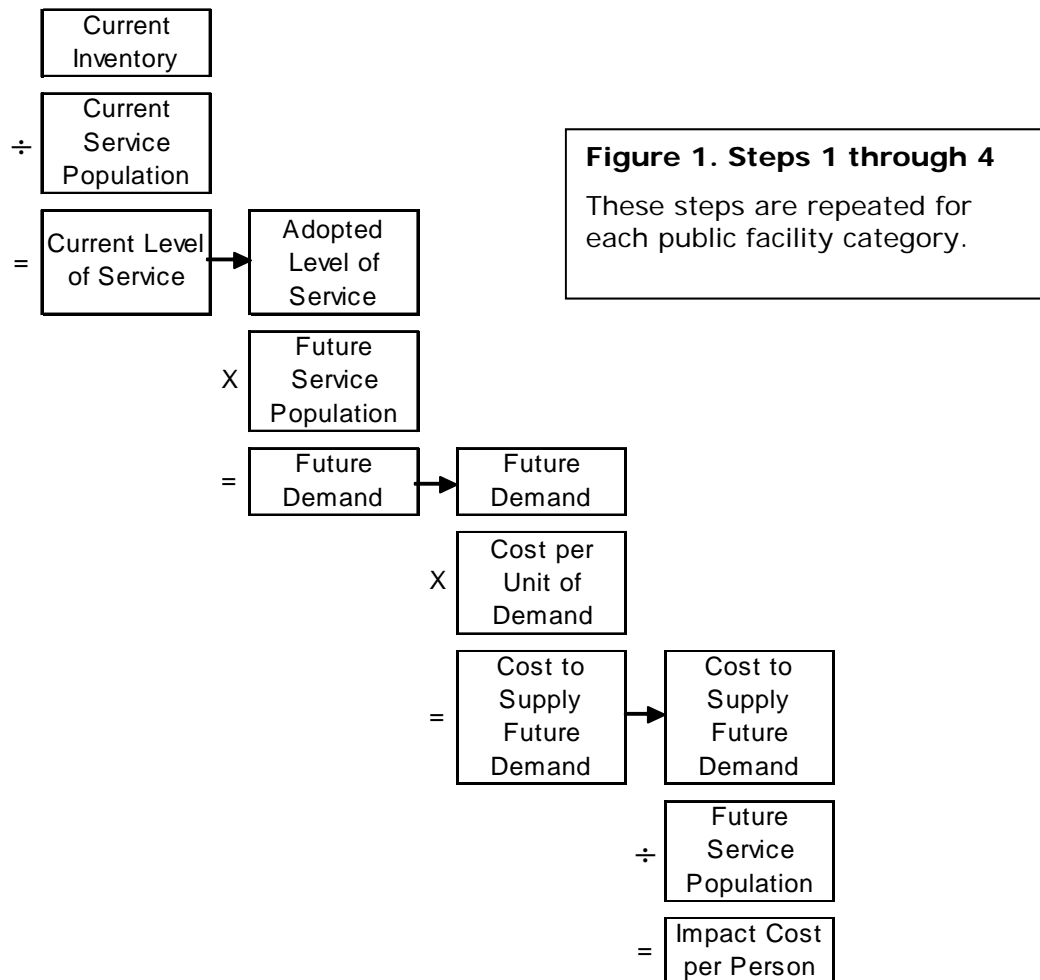 Current
Inventory
÷
Current
Service
Population
=
Current Level
of Service
Adopted
Level of
Service
Figure 1. Steps 1 through 4
These steps are repeated for
each public facility category.
X
Future
Service
Population
=
Future
Demand
Future
Demand
X
Cost per
Unit of
Demand
=
Cost to
Supply
Future
Demand
Cost to
Supply
Future
Demand
÷
Future
Service
Population
=
Impact Cost
per Person